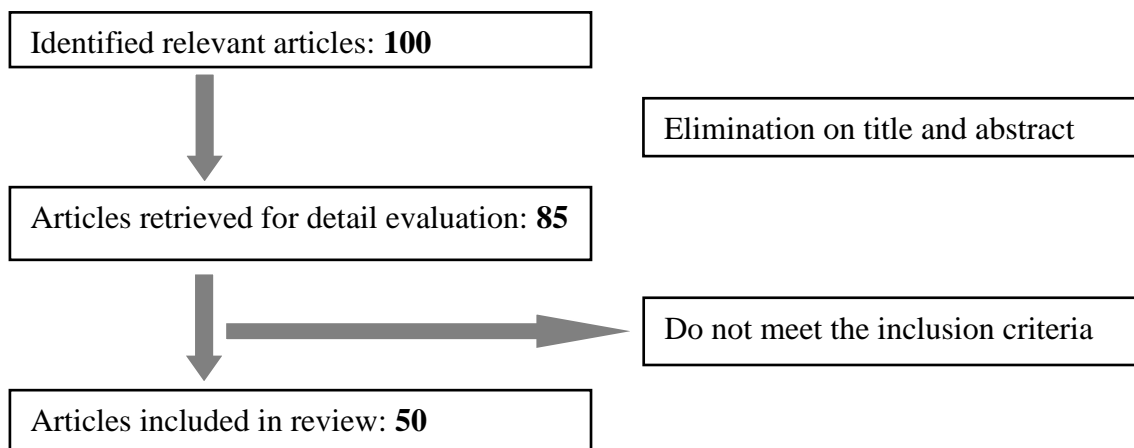 Identified relevant articles: 100
Elimination on title and abstract
Articles retrieved for detail evaluation: 85
Do not meet the inclusion criteria
Articles included in review: 50